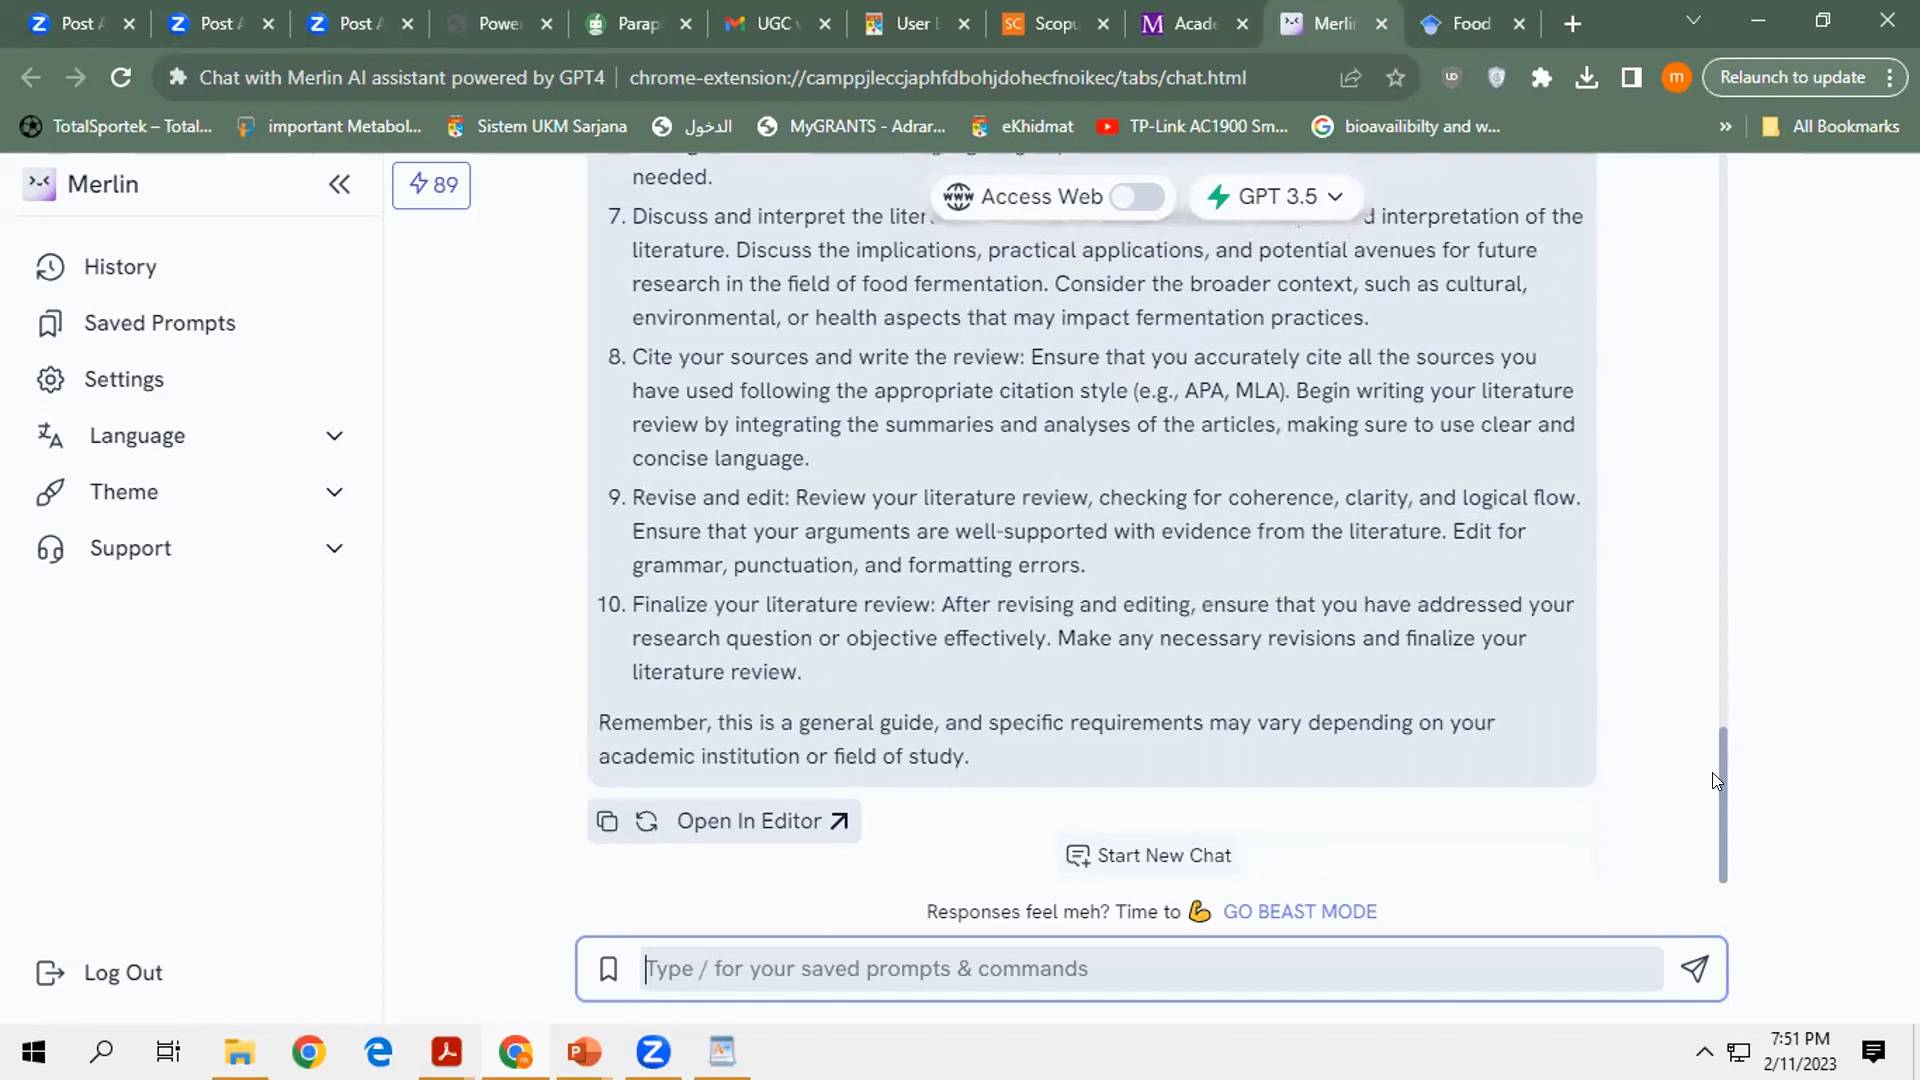 Post A
Post A
Post A
Powe
Parap
UGC v
User L
SC Scopu
M Acade
Merlin
Food
Chat with Merlin AI assistant powered by GPT4 | chrome-extension://camppjleccjaphfdbohjdohecfnoikec/tabs/chat.html
m
Relaunch to update
TotalSportek – Total...
important Metabol...
Sistem UKM Sarjana
الدخول
MyGRANTS - Adrar...
eKhidmat
TP-Link AC1900 Sm...
bioavailibilty and w...
»
All Bookmarks
Merlin
89
History
Saved Prompts
Settings
Language
Theme
Support
Log Out
Access Web
GPT 3.5
needed.
7. Discuss and interpret the liter d interpretation of the
literature. Discuss the implications, practical applications, and potential avenues for future
research in the field of food fermentation. Consider the broader context, such as cultural,
environmental, or health aspects that may impact fermentation practices.
8. Cite your sources and write the review: Ensure that you accurately cite all the sources you
have used following the appropriate citation style (e.g., APA, MLA). Begin writing your literature
review by integrating the summaries and analyses of the articles, making sure to use clear and
concise language.
9. Revise and edit: Review your literature review, checking for coherence, clarity, and logical flow.
Ensure that your arguments are well-supported with evidence from the literature. Edit for
grammar, punctuation, and formatting errors.
10. Finalize your literature review: After revising and editing, ensure that you have addressed your
research question or objective effectively. Make any necessary revisions and finalize your
literature review.
Remember, this is a general guide, and specific requirements may vary depending on your
academic institution or field of study.
Open In Editor
Start New Chat
Responses feel meh? Time to 💪 GO BEAST MODE
Type / for your saved prompts & commands
7:51 PM
2/11/2023